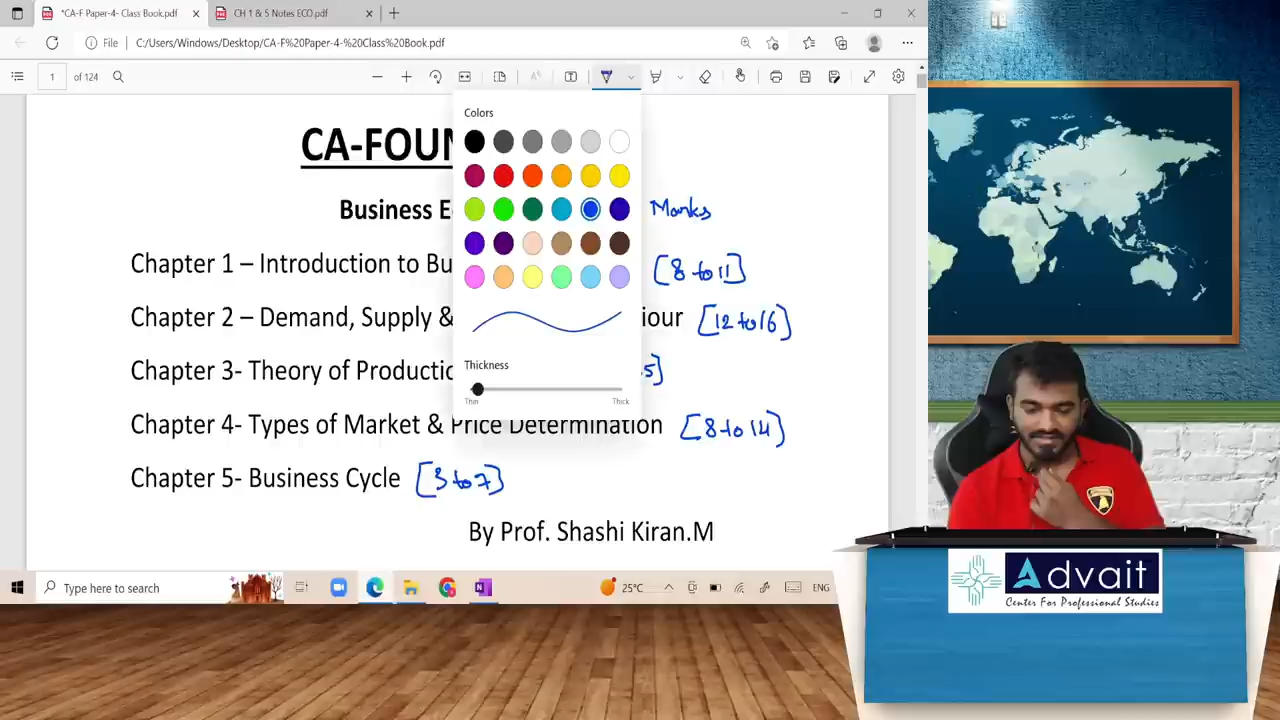 *CA-F Paper-4- Class Book.pdf
CH 1 & 5 Notes ECO.pdf
File
C:/Users/Windows/Desktop/CA-F%20Paper-4-%20Class%20Book.pdf
1 of 124
CA-FOUN
Business E
Marks
Chapter 1 – Introduction to Bu
[8 to 11]
Chapter 2 – Demand, Supply &
iour [12 to 16]
Chapter 3- Theory of Productio
5]
Chapter 4- Types of Market & Price Determination [8 to 14]
Chapter 5- Business Cycle [3 to 7]
By Prof. Shashi Kiran.M
Colors
Thickness
Thin
Thick
Type here to search
25°C
ENG
Advait
Center For Professional Studies